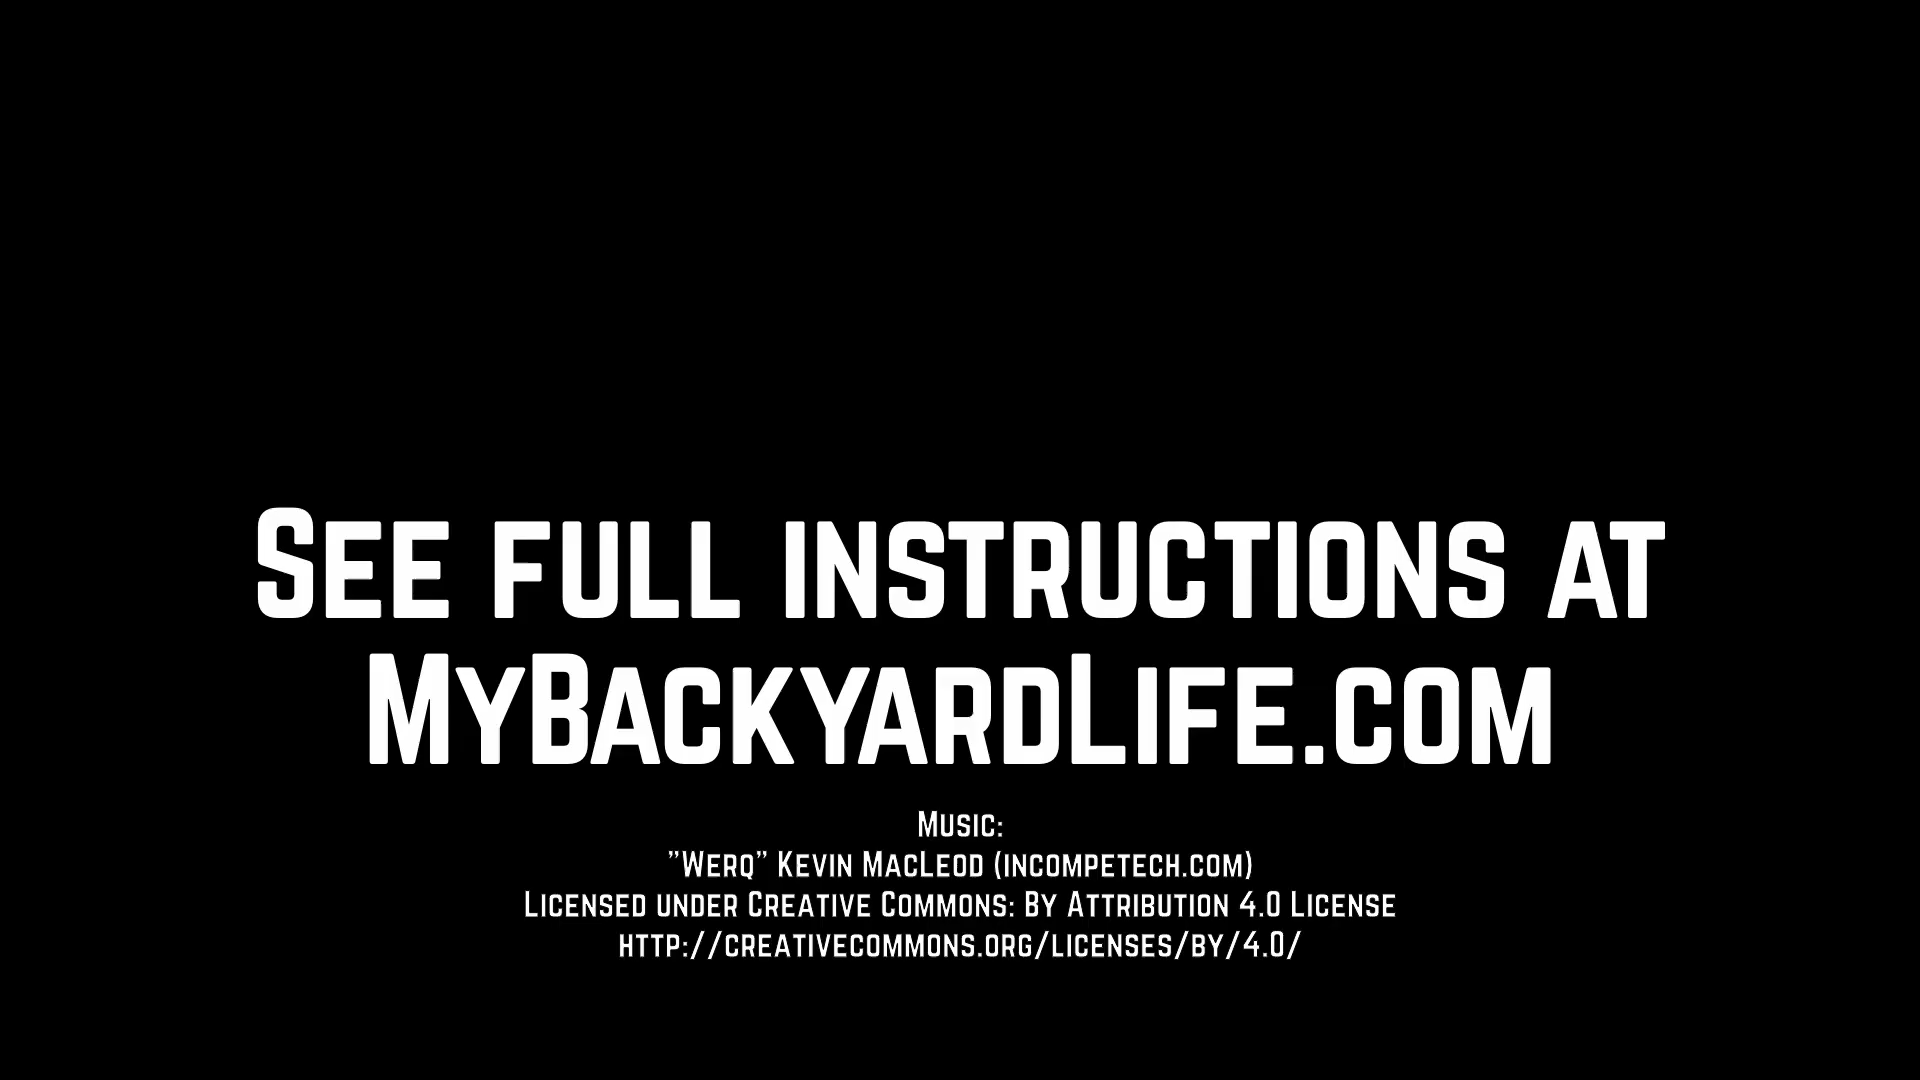 See full instructions at
MyBackyardLife.com
Music:
"Werq" Kevin MacLeod (incompetech.com)
Licensed under Creative Commons: By Attribution 4.0 License
http://creativecommons.org/licenses/by/4.0/